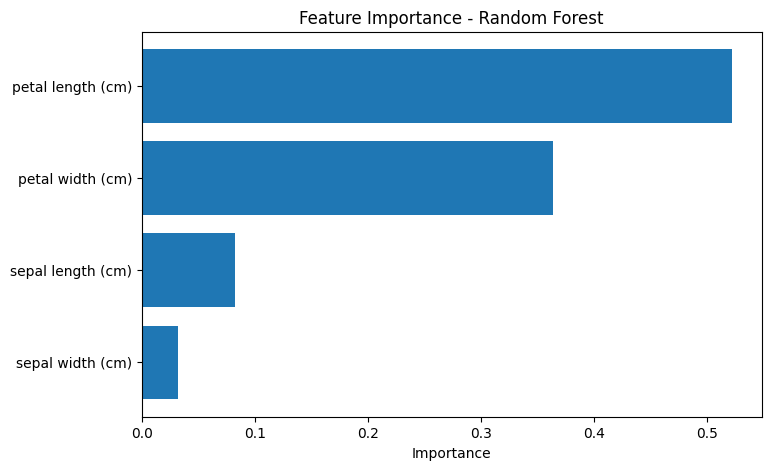 Feature Importance - Random Forest
petal length (cm)
petal width (cm)
sepal length (cm)
sepal width (cm)
0.0 0.1 0.2 0.3 0.4 0.5
Importance